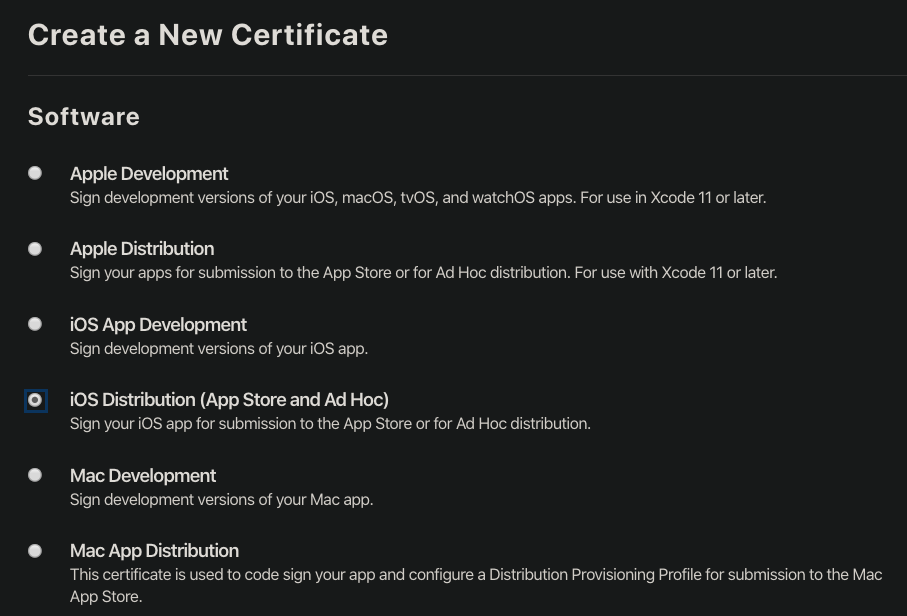 Create a New Certificate
Software
Apple Development
Sign development versions of your iOS, macOS, tvOS, and watchOS apps. For use in Xcode 11 or later.
Apple Distribution
Sign your apps for submission to the App Store or for Ad Hoc distribution. For use with Xcode 11 or later.
iOS App Development
Sign development versions of your iOS app.
iOS Distribution (App Store and Ad Hoc)
Sign your iOS app for submission to the App Store or for Ad Hoc distribution.
Mac Development
Sign development versions of your Mac app.
Mac App Distribution
This certificate is used to code sign your app and configure a Distribution Provisioning Profile for submission to the Mac
App Store.